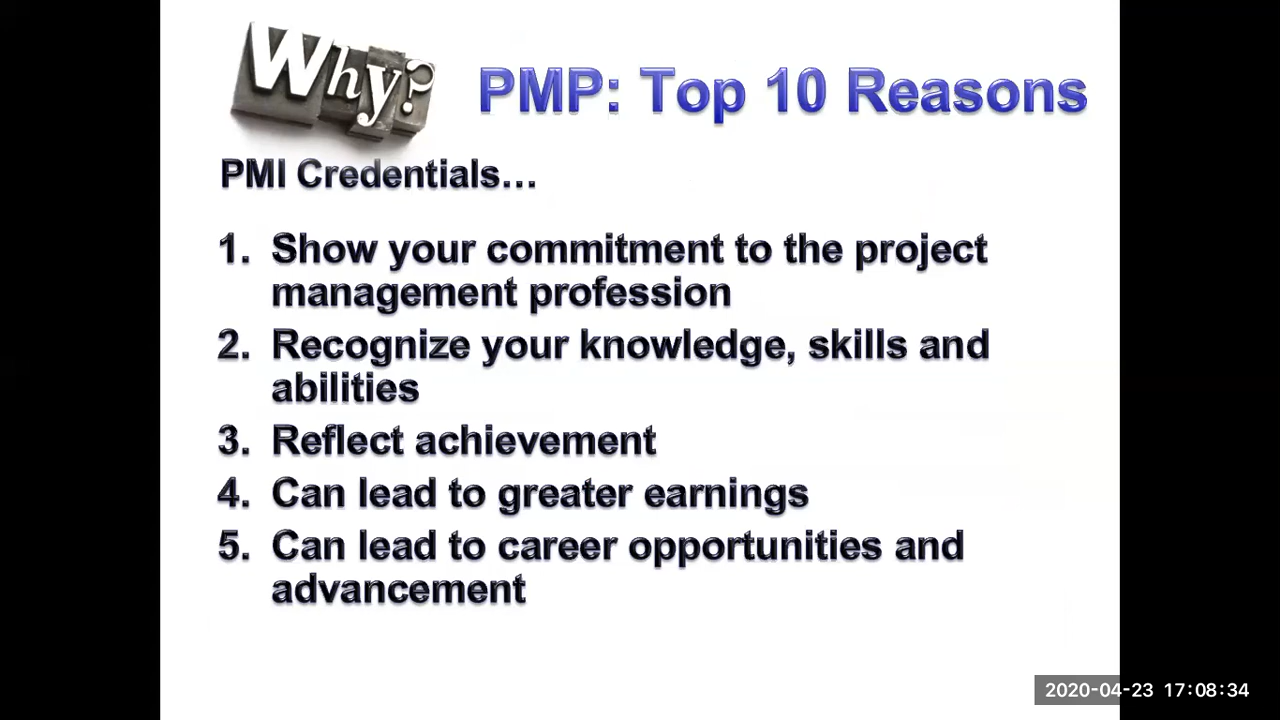 Why?
PMP: Top 10 Reasons
PMI Credentials...
1. Show your commitment to the project
management profession
2. Recognize your knowledge, skills and
abilities
3. Reflect achievement
4. Can lead to greater earnings
5. Can lead to career opportunities and
advancement
2020-04-23 17:08:34